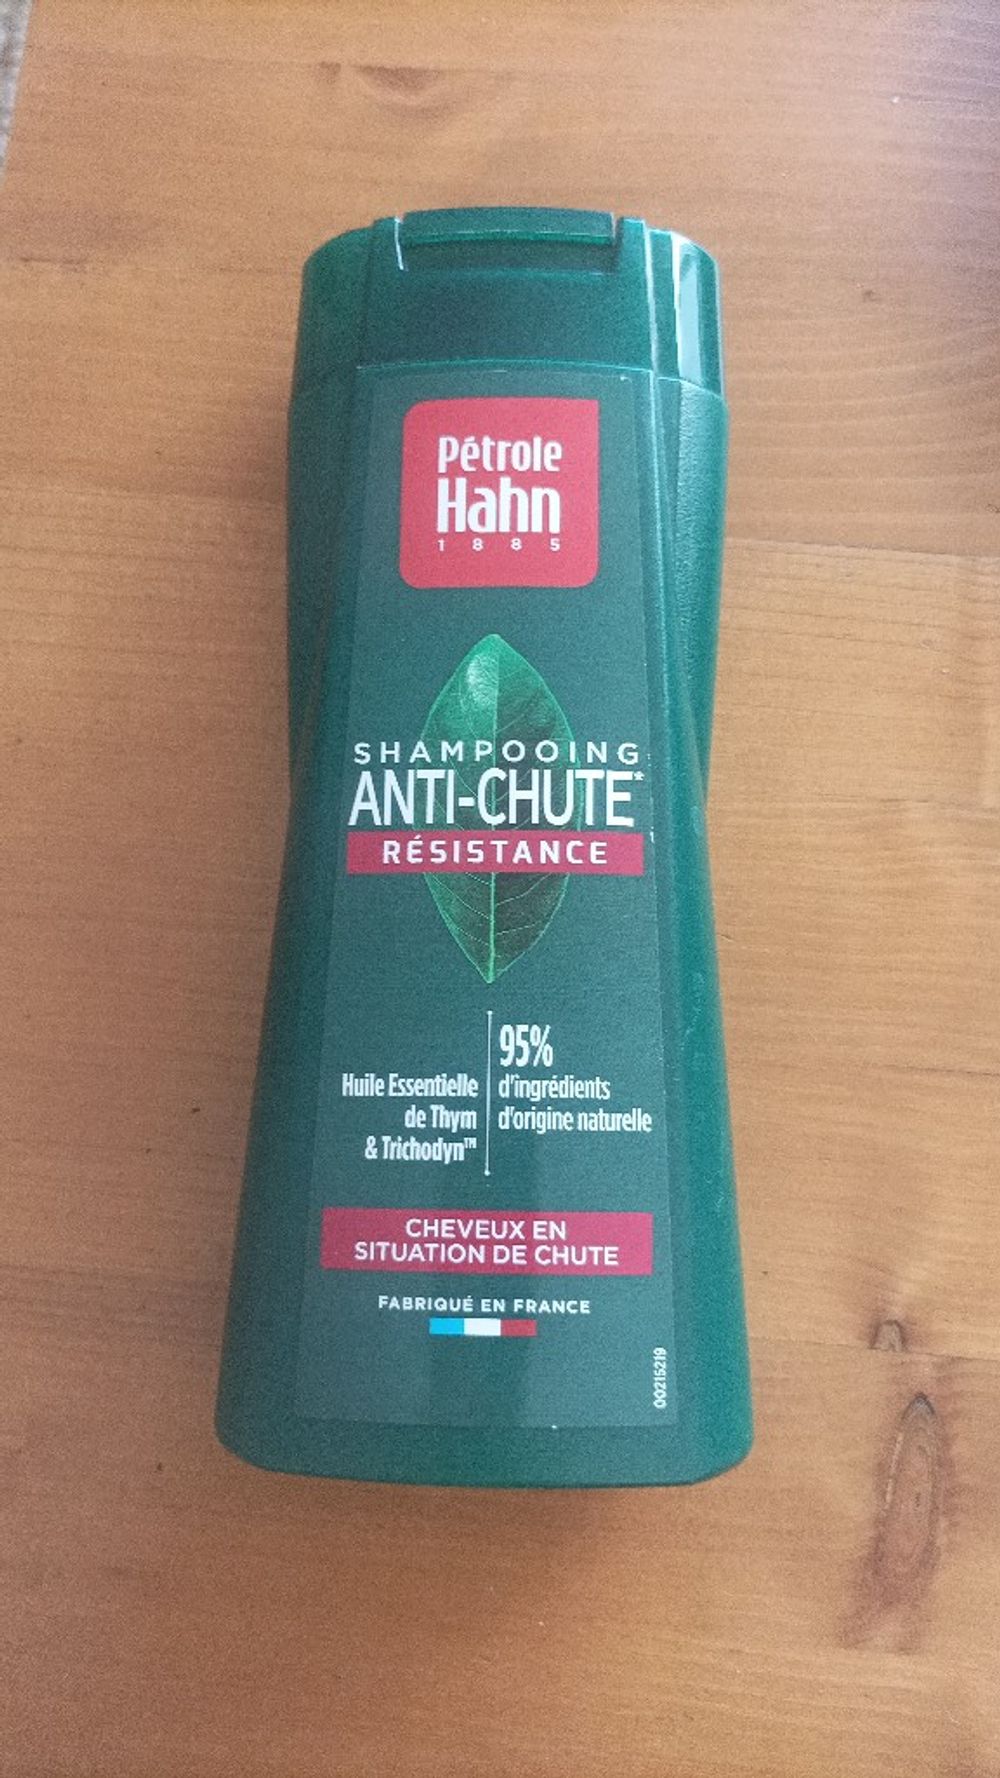 Pétrole
Hahn
1885
SHAMPOOING
ANTI-CHUTE*
RÉSISTANCE
Huile Essentielle
de Thym
& Trichodyn™
95%
d'ingrédients
d'origine naturelle
CHEVEUX EN
SITUATION DE CHUTE
FABRIQUÉ EN FRANCE
00215219